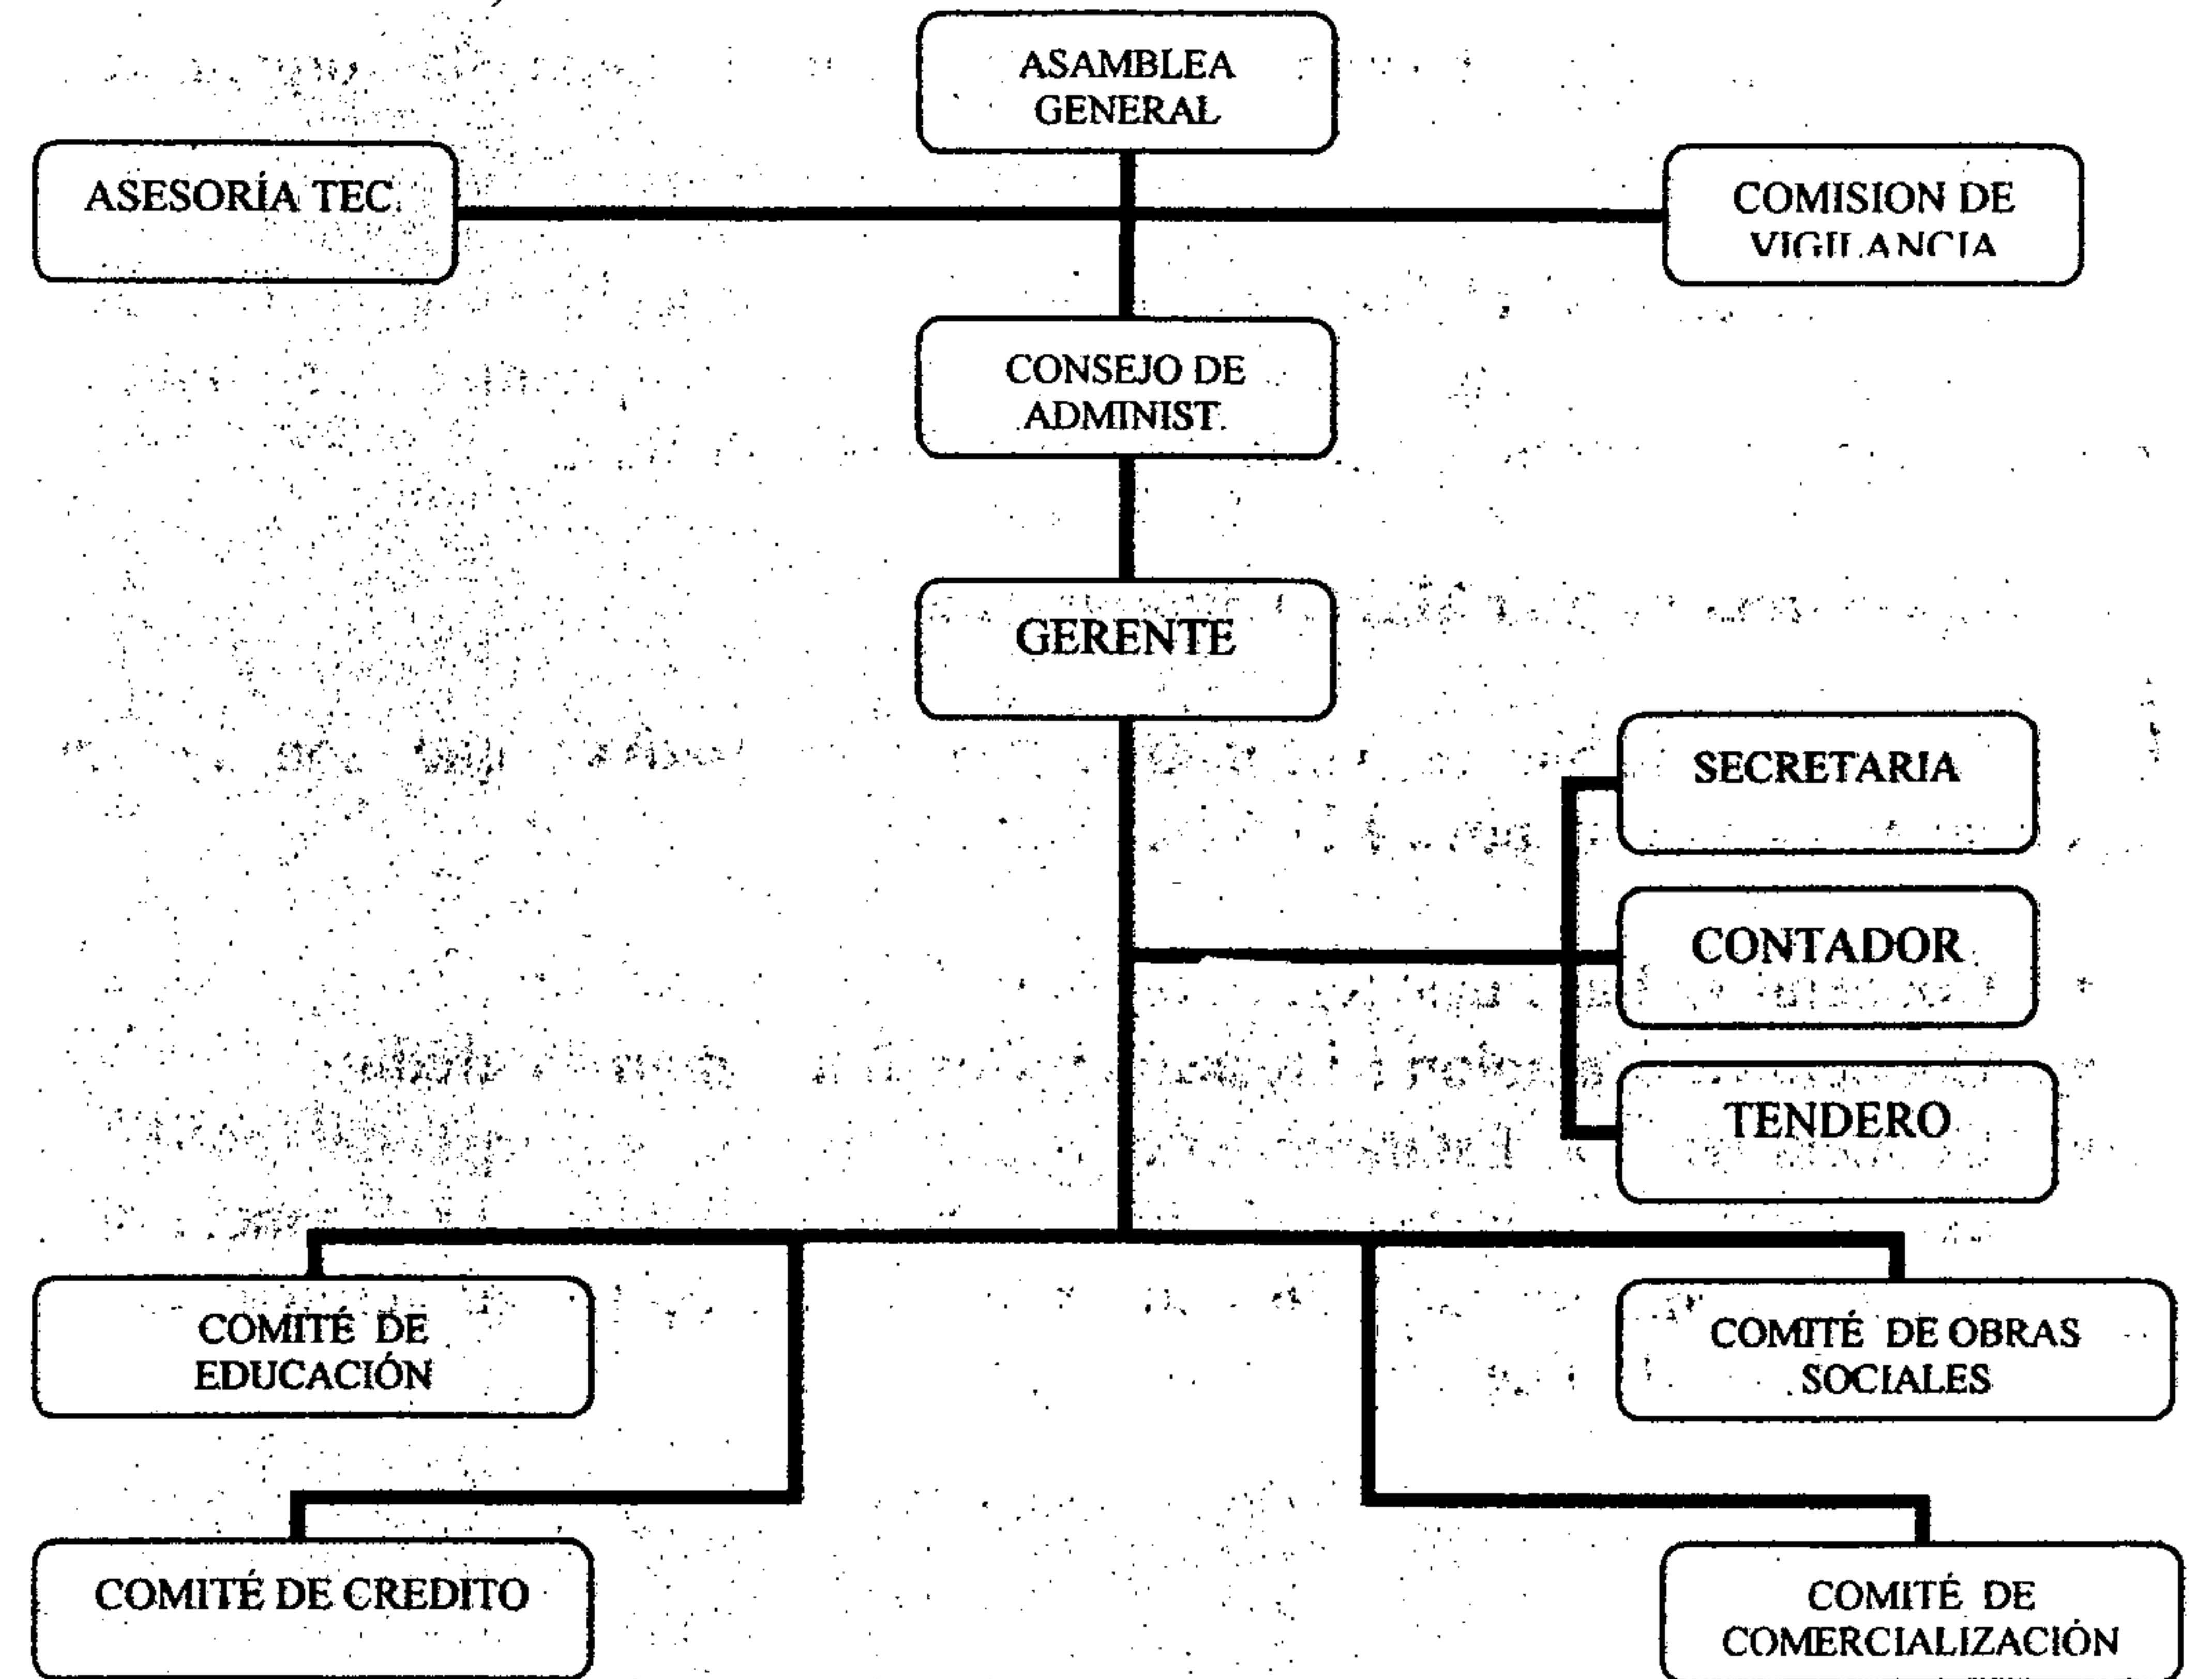 ASAMBLEA
GENERAL
ASESORÍA TEC.
COMISION DE
VIGILANCIA
CONSEJO DE
ADMINIST.
GERENTE
SECRETARIA
CONTADOR
TENDERO
COMITÉ DE
EDUCACIÓN
COMITÉ DE OBRAS
SOCIALES
COMITÉ DE CREDITO
COMITÉ DE
COMERCIALIZACIÓN